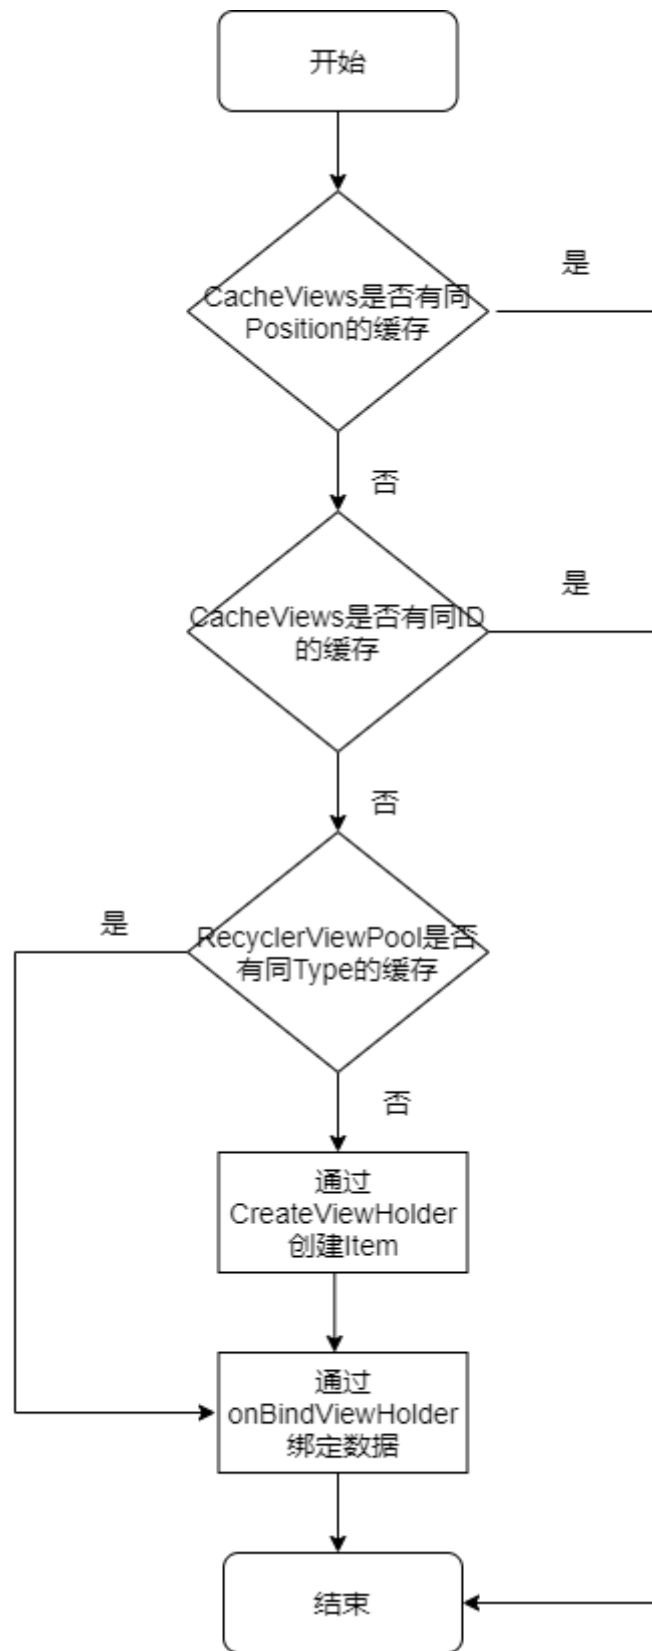 开始
CacheViews是否有同
Position的缓存
是
否
CacheViews是否有同ID
的缓存
是
否
RecyclerViewPool是否
有同Type的缓存
是
否
通过
CreateViewHolder
创建Item
通过
onBindViewHolder
绑定数据
结束